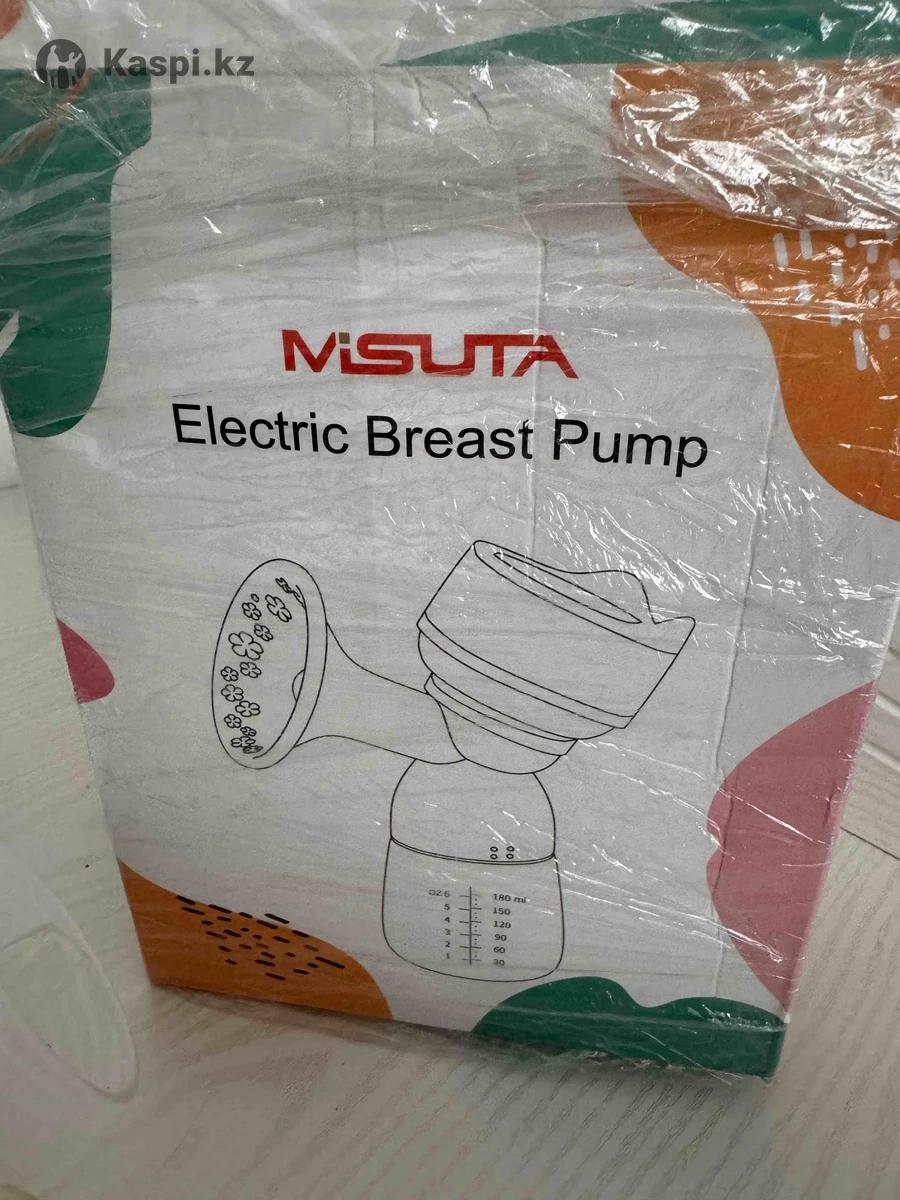 Kaspi.kz
MiSUTA
Electric Breast Pump
oz 6 180 ml
5 150
4 120
3 90
2 60
1 30